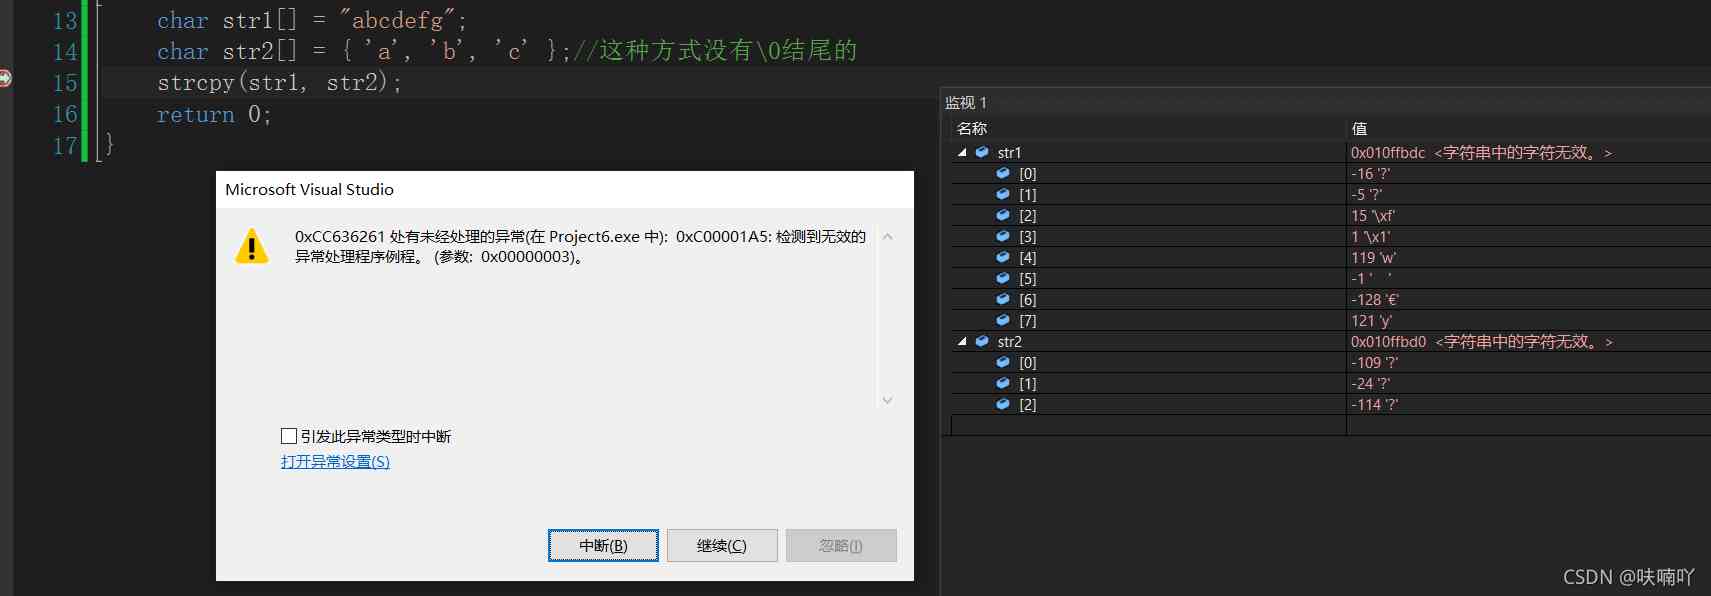 13 char str1[] = "abcdefg";
14 char str2[] = { 'a', 'b', 'c' };//这种方式没有\0结尾的
15 strcpy(str1, str2);
16 return 0;
17 }
监视 1
名称 值
str1 0x010ffbdc <字符串中的字符无效。>
[0] -16 '?'
[1] -5 '?'
[2] 15 '\xf'
[3] 1 '\x1'
[4] 119 'w'
[5] -1 ' '
[6] -128 '€'
[7] 121 'y'
str2 0x010ffbd0 <字符串中的字符无效。>
[0] -109 '?'
[1] -24 '?'
[2] -114 '?'
Microsoft Visual Studio
0xCC636261 处有未经处理的异常(在 Project6.exe 中): 0xC00001A5: 检测到无效的
异常处理程序例程。 (参数: 0x00000003)。
引发此异常类型时中断
打开异常设置(S)
中断(B) 继续(C) 忽略(I)
CSDN @呋喃吖